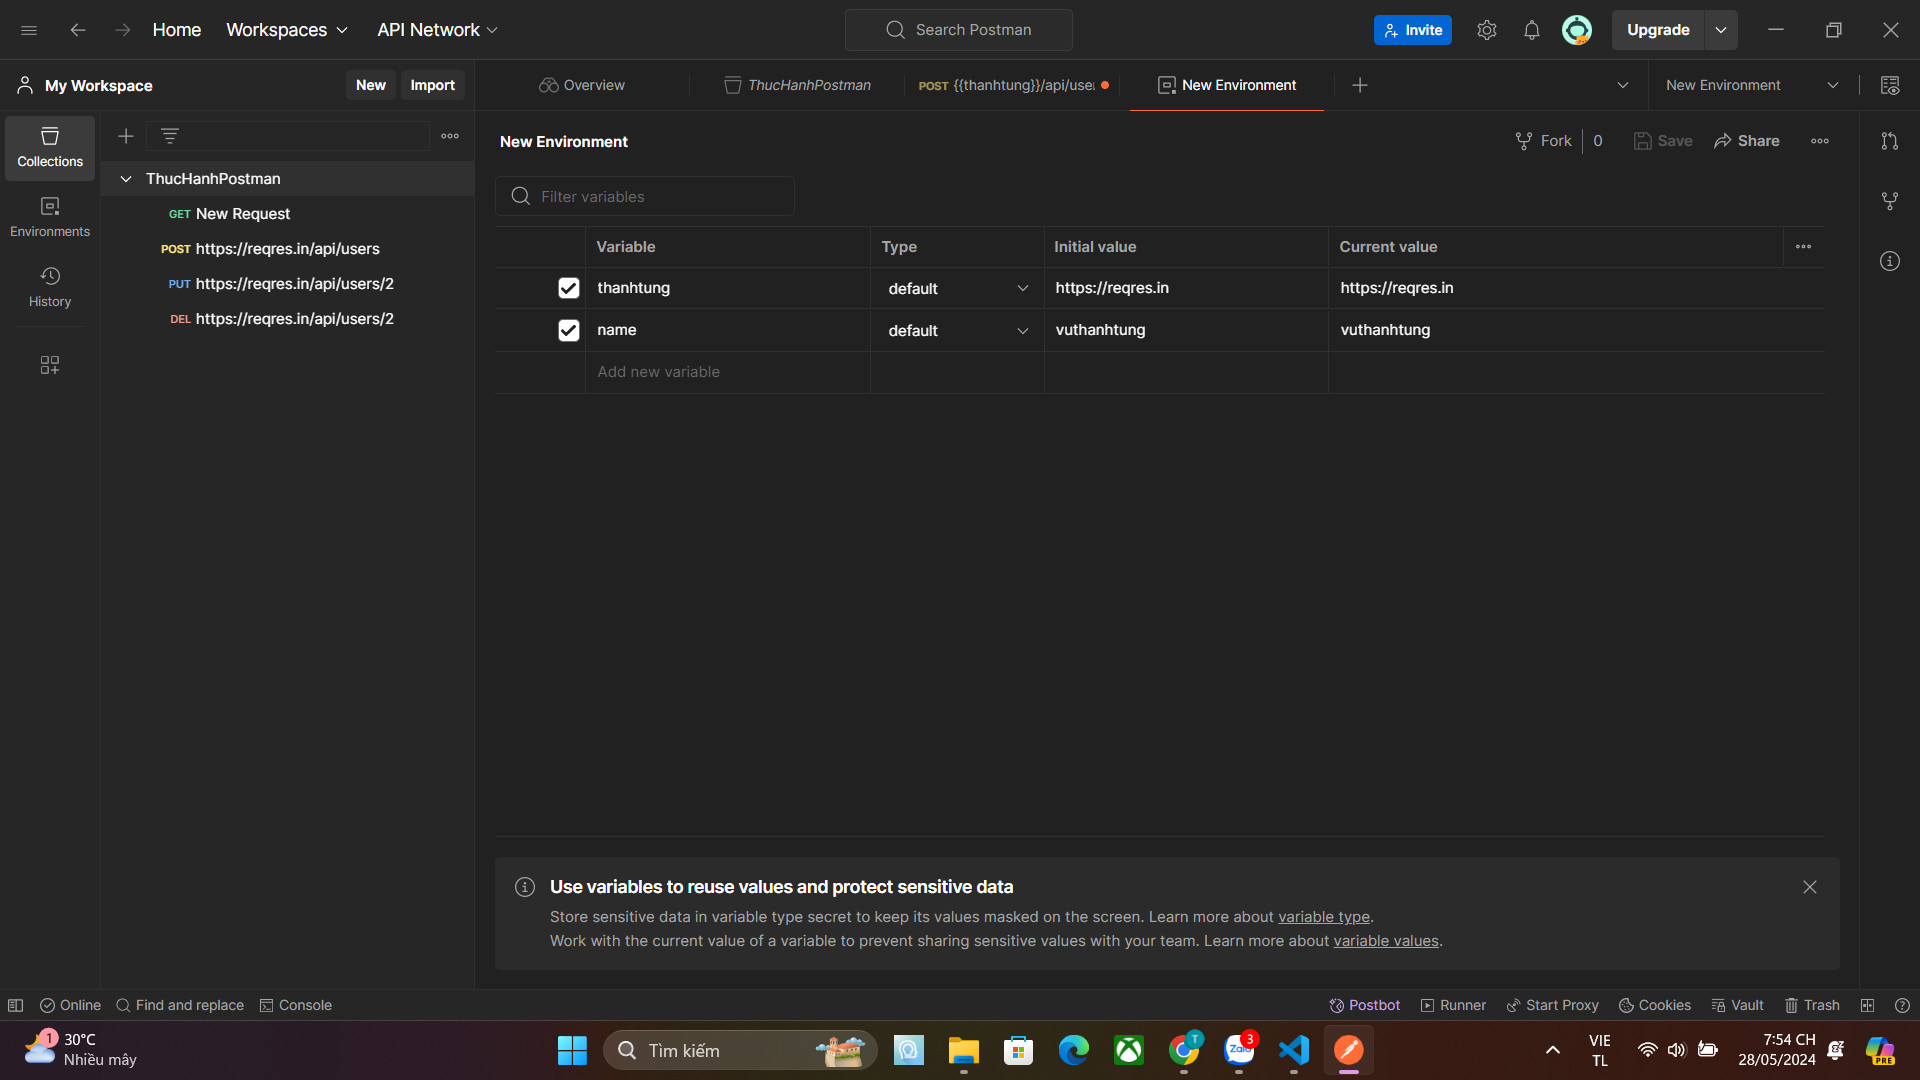 Home
Workspaces
API Network
Search Postman
Invite
Upgrade
My Workspace
New
Import
Overview
ThucHanhPostman
POST {{thanhtung}}/api/use
New Environment
New Environment
Collections
Environments
History
ThucHanhPostman
GET New Request
POST https://reqres.in/api/users
PUT https://reqres.in/api/users/2
DEL https://reqres.in/api/users/2
New Environment
Fork
0
Save
Share
Filter variables
Variable
Type
Initial value
Current value
thanhtung
default
https://reqres.in
https://reqres.in
name
default
vuthanhtung
vuthanhtung
Add new variable
Use variables to reuse values and protect sensitive data
Store sensitive data in variable type secret to keep its values masked on the screen. Learn more about variable type.
Work with the current value of a variable to prevent sharing sensitive values with your team. Learn more about variable values.
Online
Find and replace
Console
Postbot
Runner
Start Proxy
Cookies
Vault
Trash
1
30°C
Nhiều mây
Tìm kiếm
T
Zalo
3
VIE
TL
7:54 CH
28/05/2024
PRE